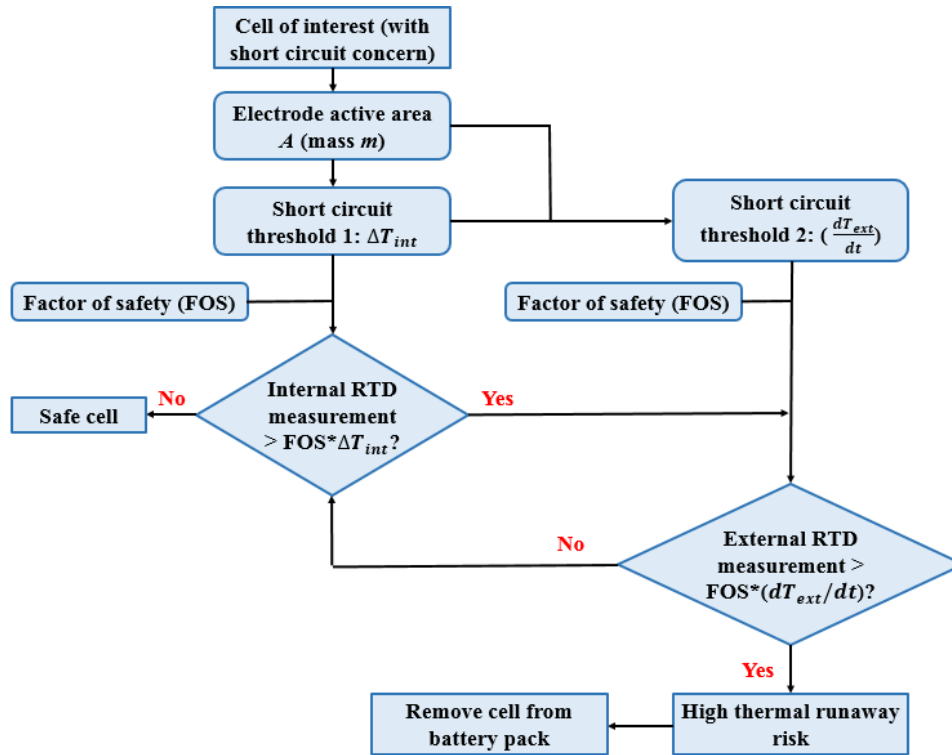 Cell of interest (with
short circuit concern)
Electrode active area
A (mass m)
Short circuit
threshold 1: ΔT_int
Short circuit
threshold 2: (dT_ext/dt)
Factor of safety (FOS)
Factor of safety (FOS)
Internal RTD
measurement
> FOS*ΔT_int?
No
Yes
Safe cell
External RTD
measurement >
FOS*(dT_ext/dt)?
No
Yes
High thermal runaway
risk
Remove cell from
battery pack